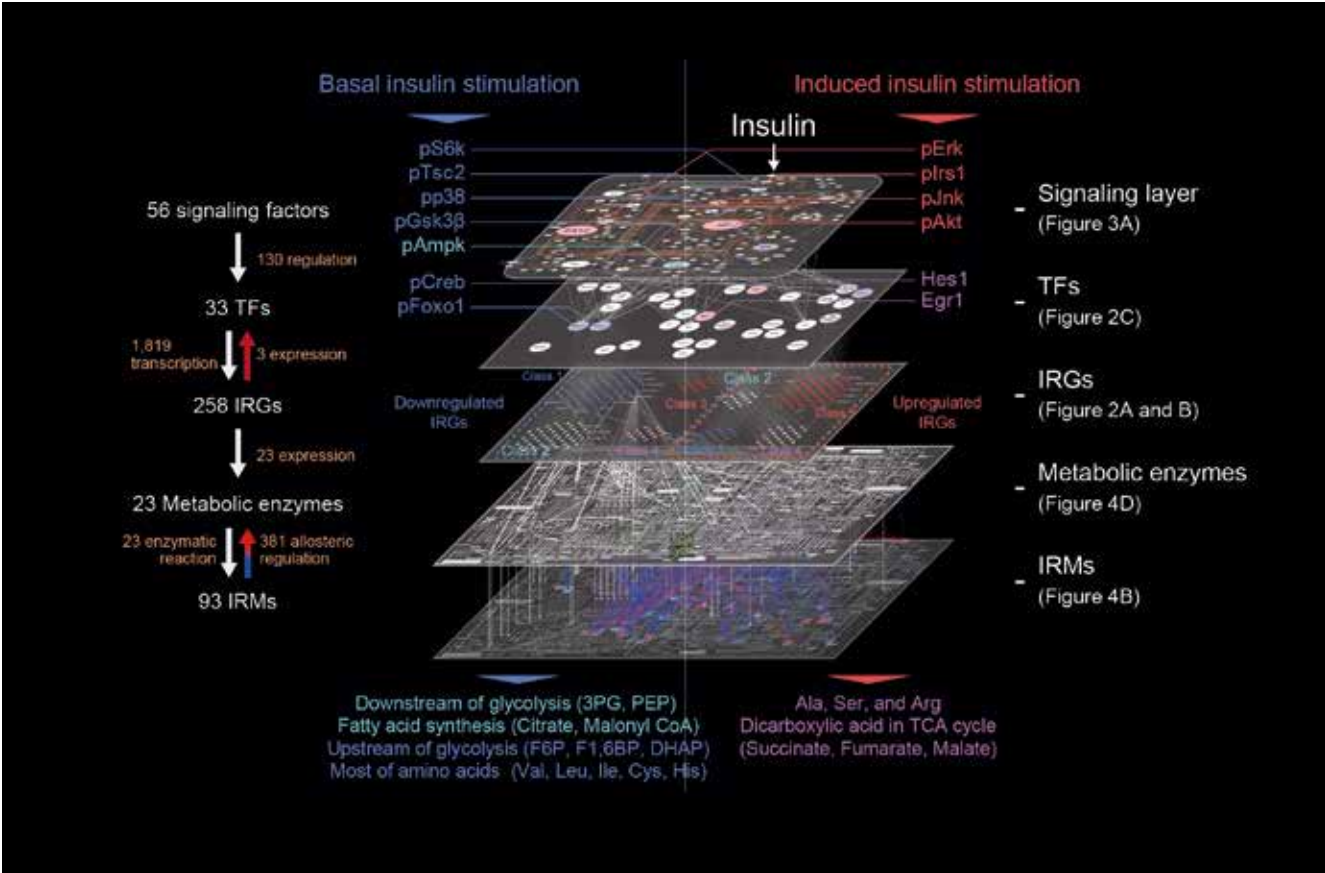 Basal insulin stimulation
Induced insulin stimulation
Insulin
pS6k
pTsc2
pp38
pGsk3β
pAmpk
pCreb
pFoxo1
pErk
pIrs1
pJnk
pAkt
Hes1
Egr1
56 signaling factors
130 regulation
33 TFs
1,819
transcription
3 expression
258 IRGs
23 expression
23 Metabolic enzymes
23 enzymatic
reaction
381 allosteric
regulation
93 IRMs
Downregulated
IRGs
Upregulated
IRGs
Class 1
Class 2
Class 3
Class 2
Signaling layer
(Figure 3A)
TFs
(Figure 2C)
IRGs
(Figure 2A and B)
Metabolic enzymes
(Figure 4D)
IRMs
(Figure 4B)
Downstream of glycolysis (3PG, PEP)
Fatty acid synthesis (Citrate, Malonyl CoA)
Upstream of glycolysis (F6P, F1,6BP, DHAP)
Most of amino acids (Val, Leu, Ile, Cys, His)
Ala, Ser, and Arg
Dicarboxylic acid in TCA cycle
(Succinate, Fumarate, Malate)